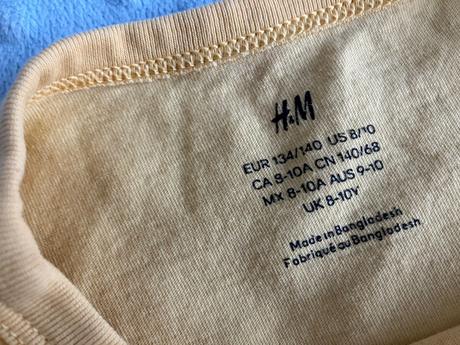 H&M
EUR 134/140 US 8/10
CA 8-10A CN 140/68
MX 8-10A AUS 9-10
UK 8-10Y
Made in Bangladesh
Fabriqué au Bangladesh